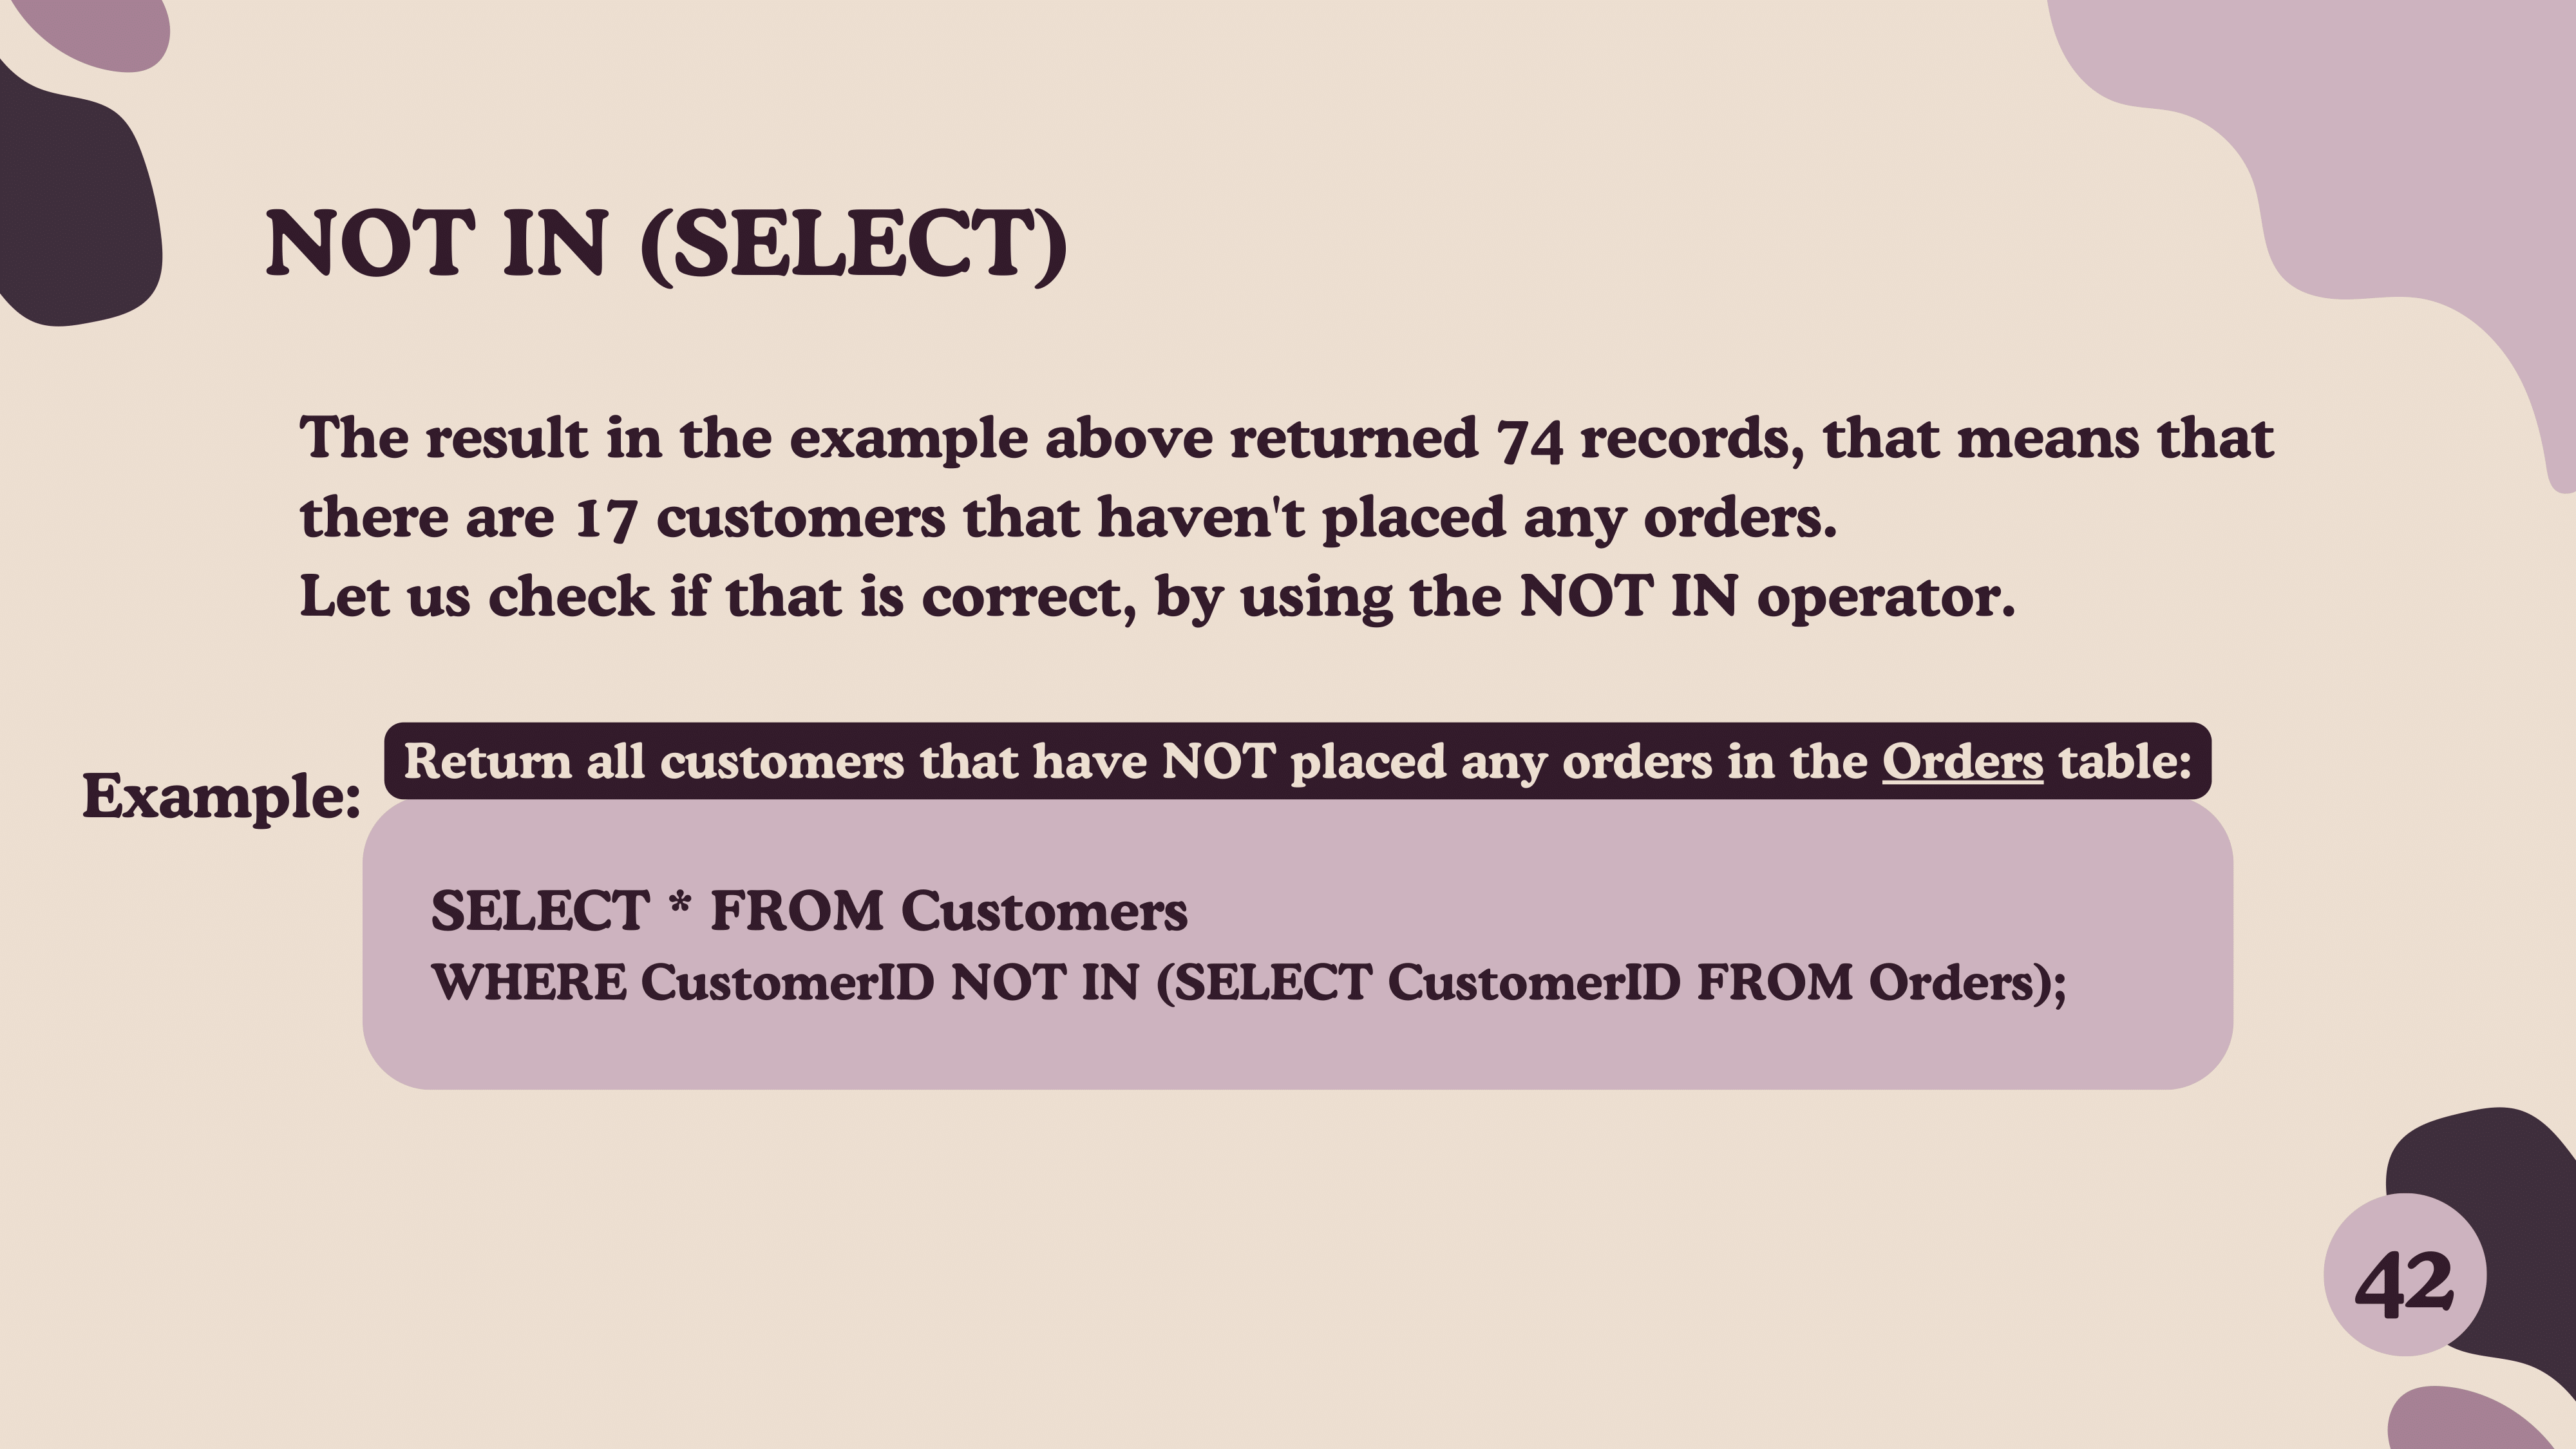 NOT IN (SELECT)
The result in the example above returned 74 records, that means that
there are 17 customers that haven't placed any orders.
Let us check if that is correct, by using the NOT IN operator.
Example:
Return all customers that have NOT placed any orders in the Orders table:
SELECT * FROM Customers
WHERE CustomerID NOT IN (SELECT CustomerID FROM Orders);
42